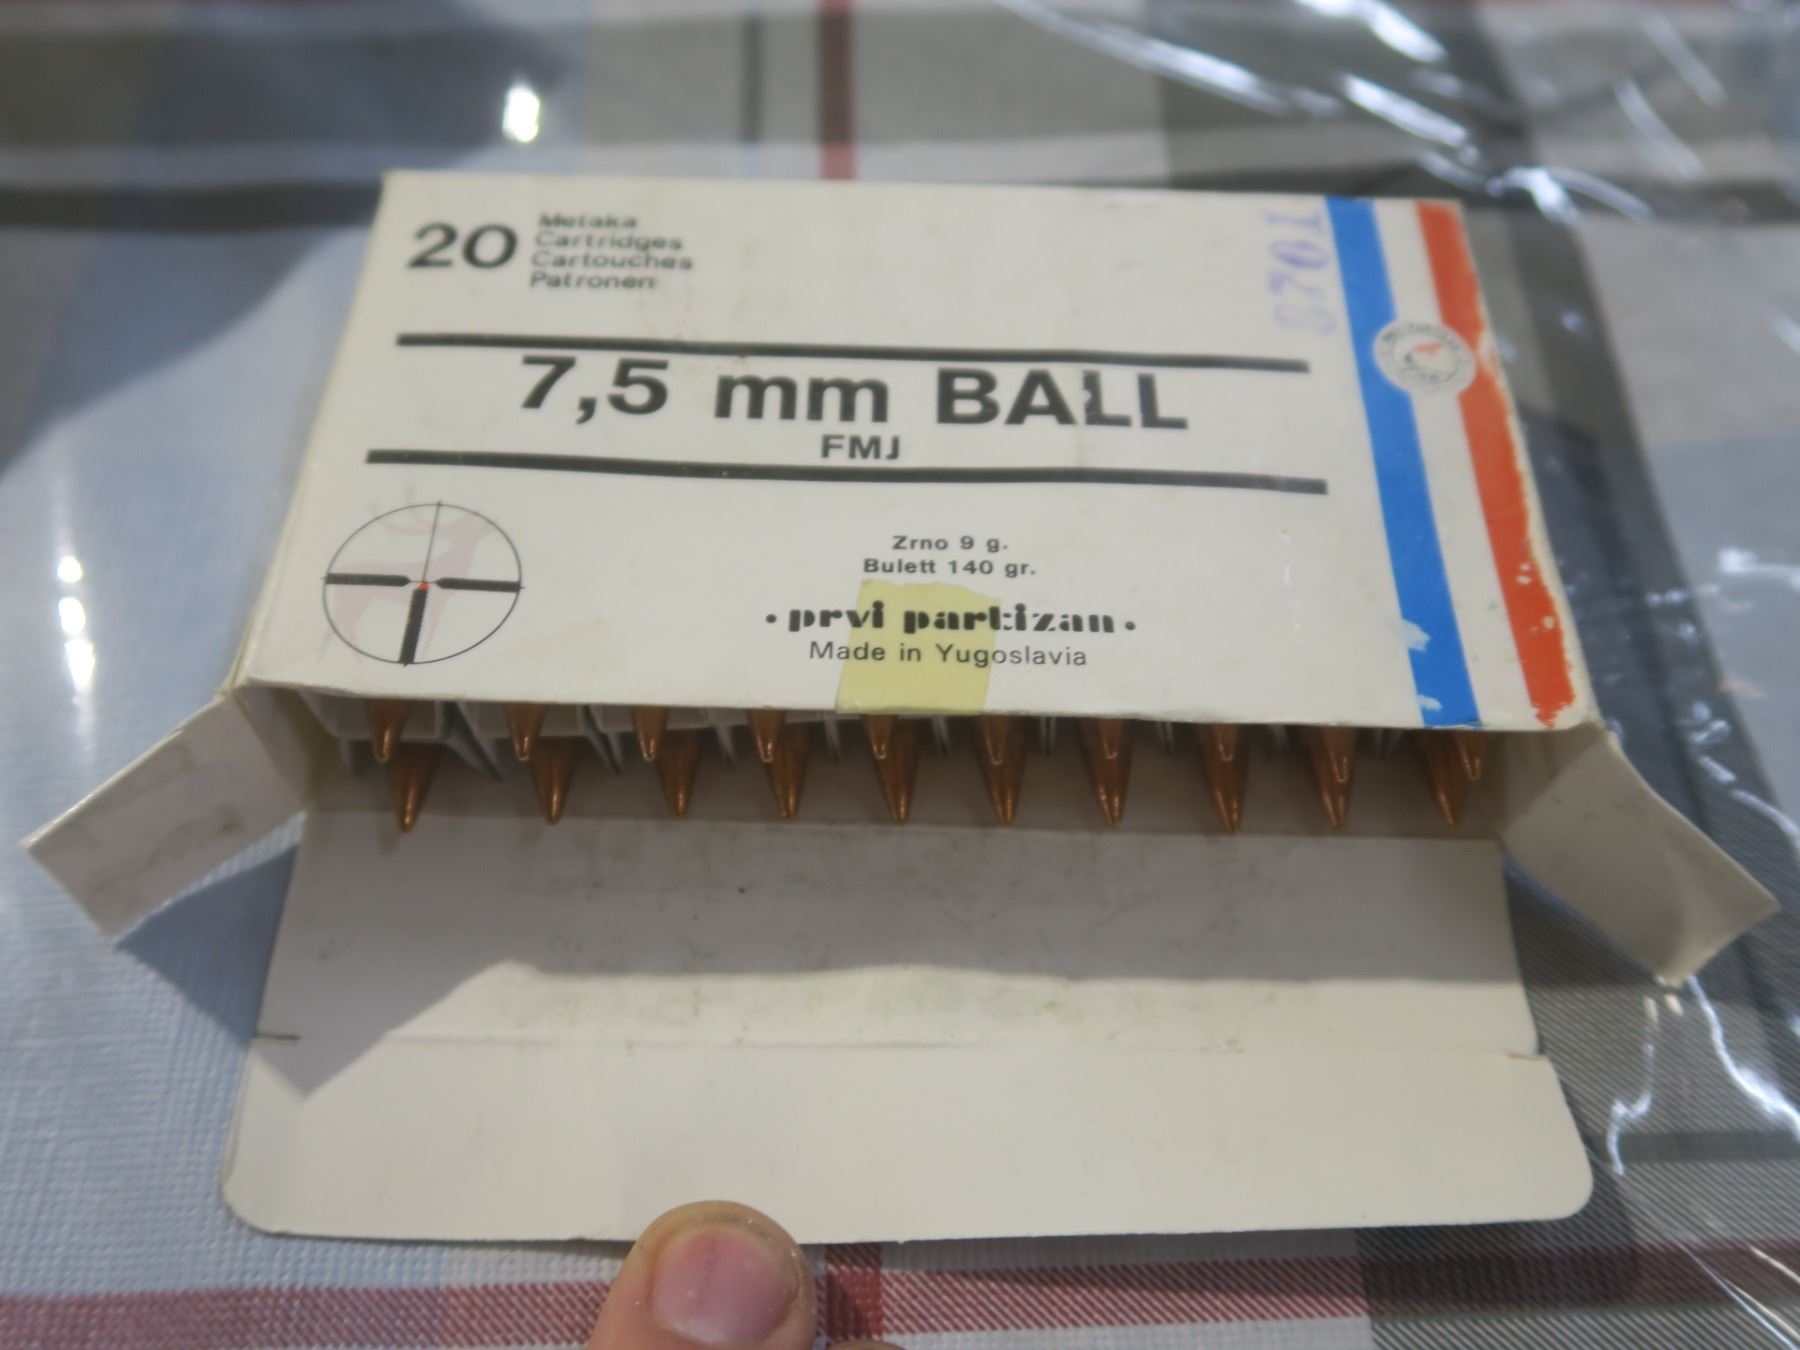 20
Metaka
Cartridges
Cartouches
Patronen
8701
7,5 mm BALL
FMJ
Zrno 9 g.
Bulett 140 gr.
• prvi partizan •
Made in Yugoslavia